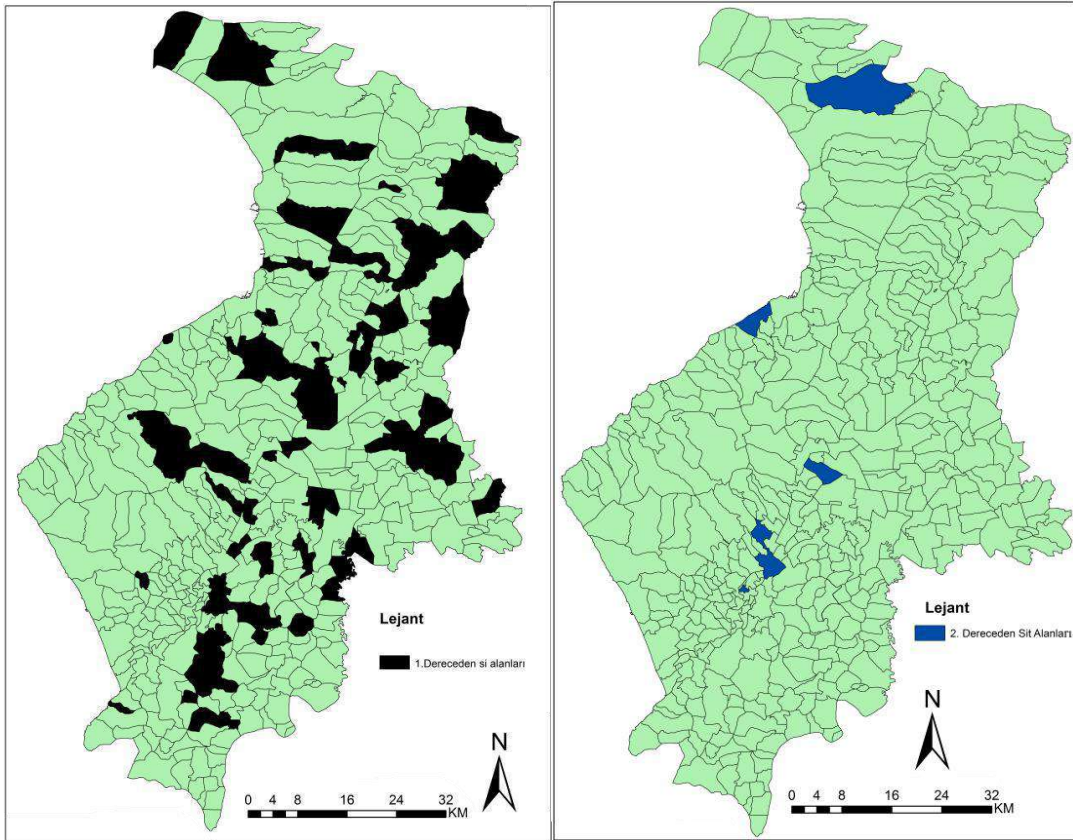 Lejant
1.Dereceden si alanları
N
0 4 8 16 24 32
KM
Lejant
2. Dereceden Sit Alanları
N
0 4 8 16 24 32
KM